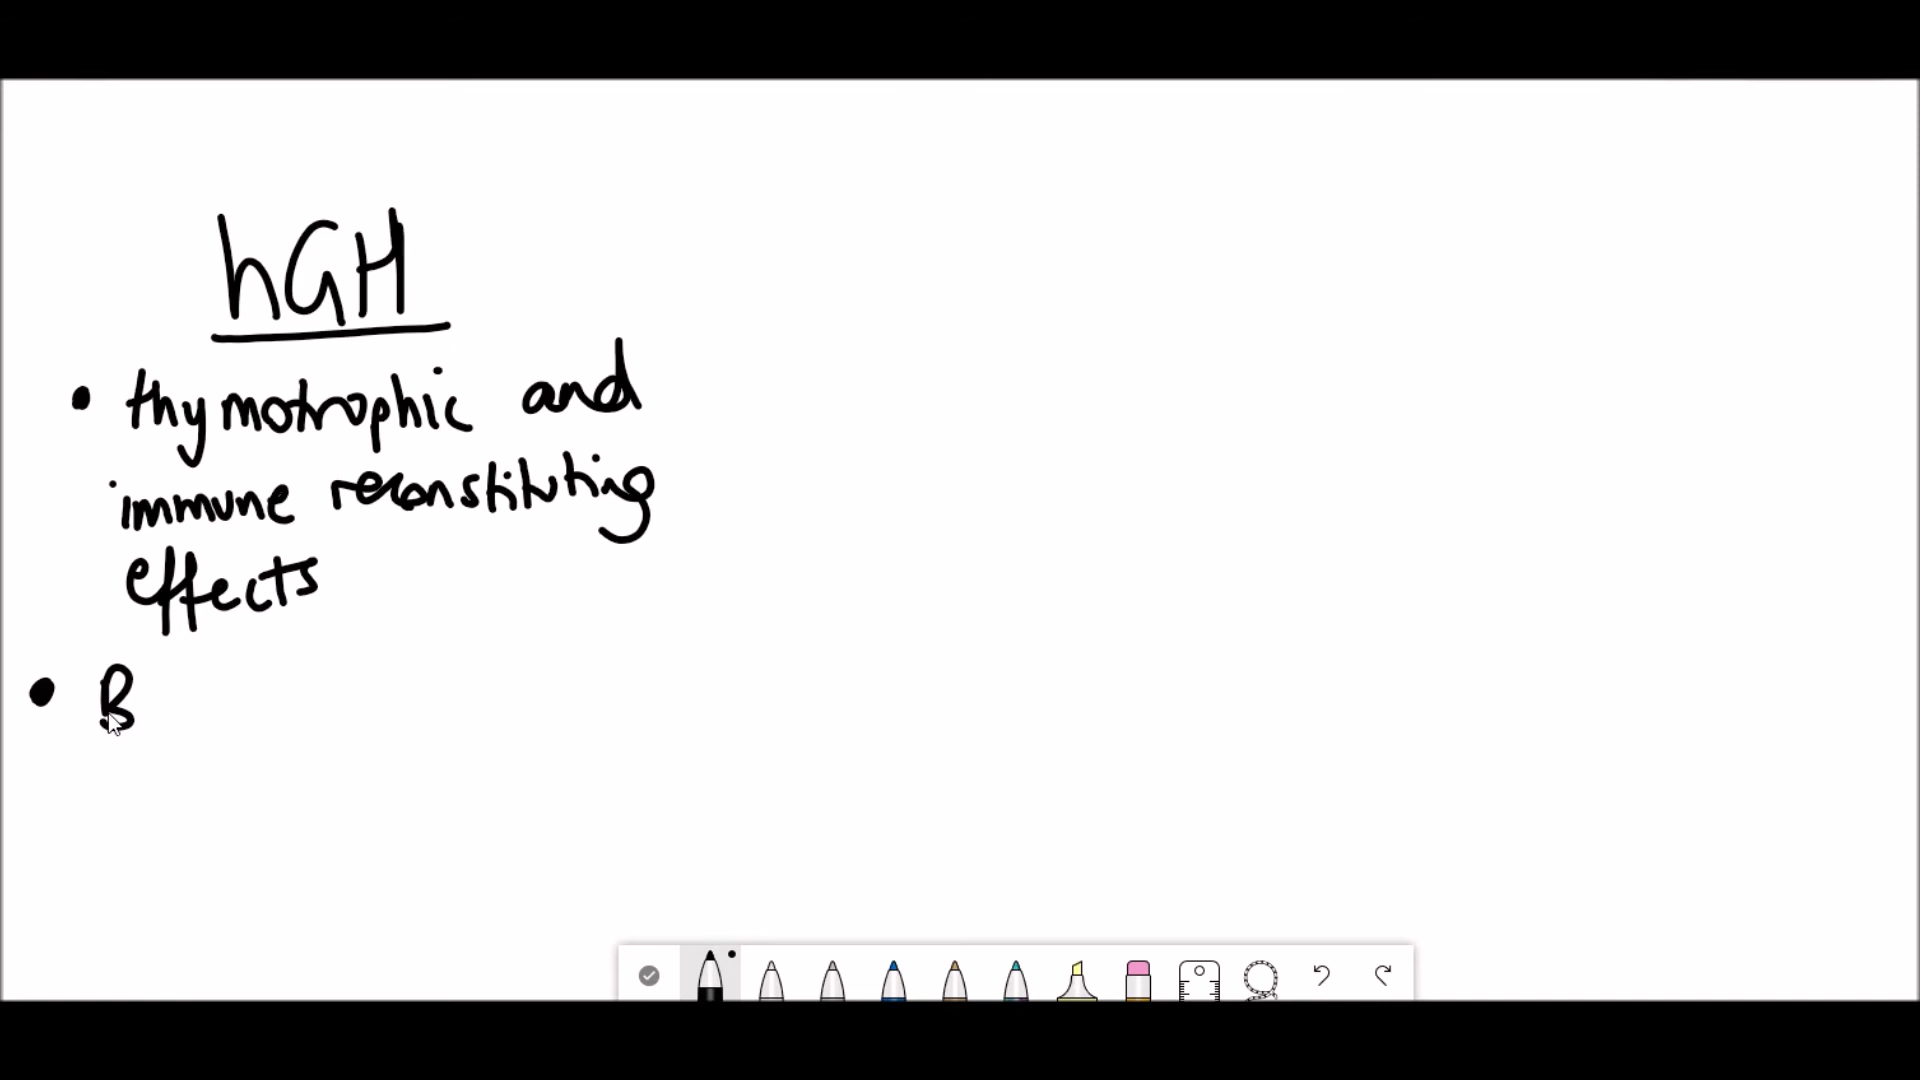 hGH
• thymotrophic and
immune reconstituting
effects
• B